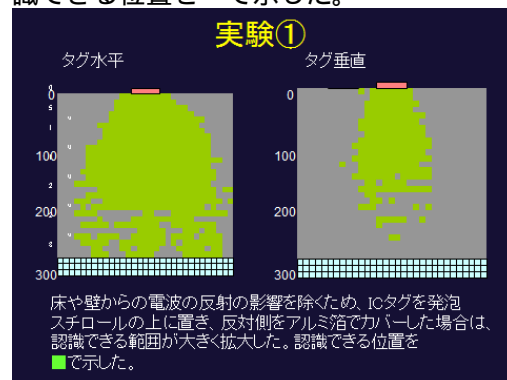 識できる位置を
で示した。
実験①
タグ水平
タグ垂直
0
100
200
300
0
100
200
300
床や壁からの電波の反射の影響を除くため、ICタグを発泡
スチロールの上に置き、反対側をアルミ箔でカバーした場合は、
認識できる範囲が大きく拡大した。認識できる位置を
■で示した。